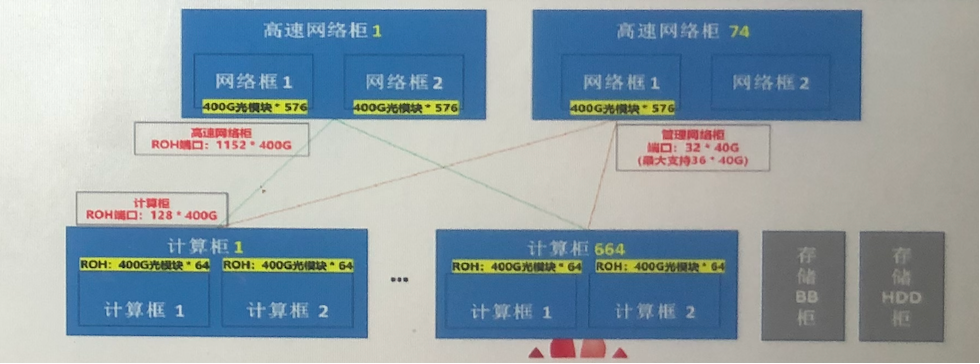 高速网络柜1
高速网络柜 74
网络框1
网络框2
网络框1
网络框2
400G光模块* 576
400G光模块* 576
400G光模块* 576
高速网络柜
ROH端口：1152 * 400G
管理网络柜
端口：32 * 40G
(最大支持36 * 40G)
计算柜
ROH端口：128 * 400G
计算柜1
计算柜664
ROH：400G光模块* 64
ROH：400G光模块* 64
ROH：400G光模块* 64
ROH：400G光模块* 64
计算框 1
计算框 2
...
计算框 1
计算框 2
存储BB柜
存储HDD柜